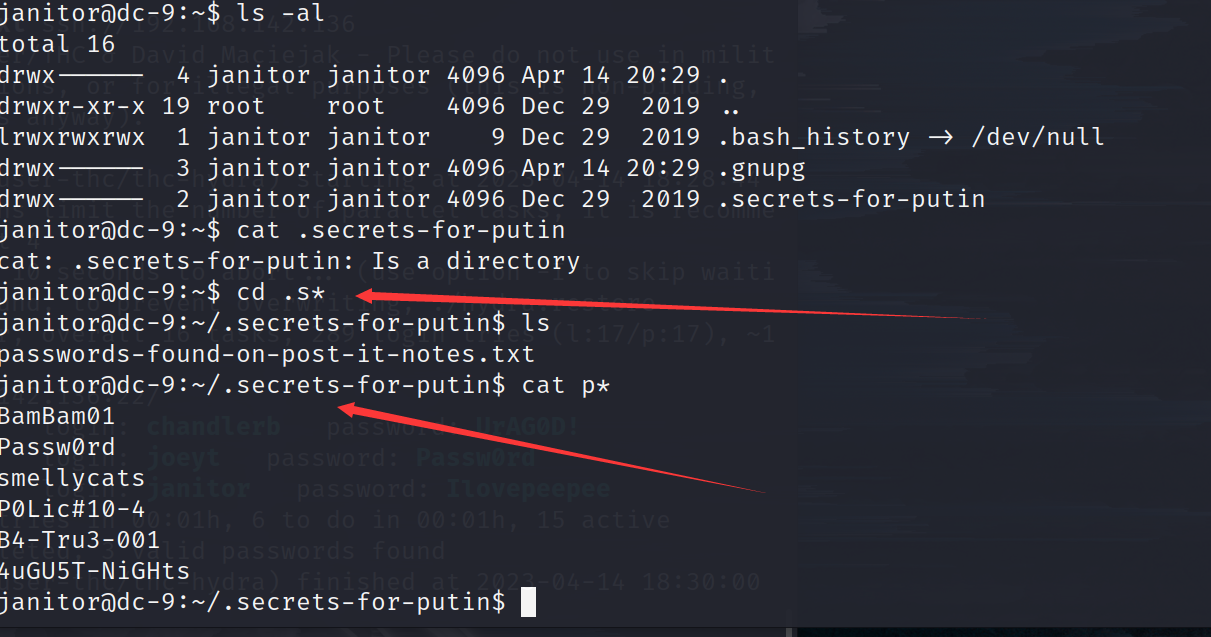 janitor@dc-9:~$ ls -al
total 16
drwx------ 4 janitor janitor 4096 Apr 14 20:29 .
drwxr-xr-x 19 root root 4096 Dec 29 2019 ..
lrwxrwxrwx 1 janitor janitor 9 Dec 29 2019 .bash_history -> /dev/null
drwx------ 3 janitor janitor 4096 Apr 14 20:29 .gnupg
drwx------ 2 janitor janitor 4096 Dec 29 2019 .secrets-for-putin
janitor@dc-9:~$ cat .secrets-for-putin
cat: .secrets-for-putin: Is a directory
janitor@dc-9:~$ cd .s*
janitor@dc-9:~/.secrets-for-putin$ ls
passwords-found-on-post-it-notes.txt
janitor@dc-9:~/.secrets-for-putin$ cat p*
BamBam01
Passw0rd
smellycats
P0Lic#10-4
B4-Tru3-001
4uGU5T-NiGHts
janitor@dc-9:~/.secrets-for-putin$